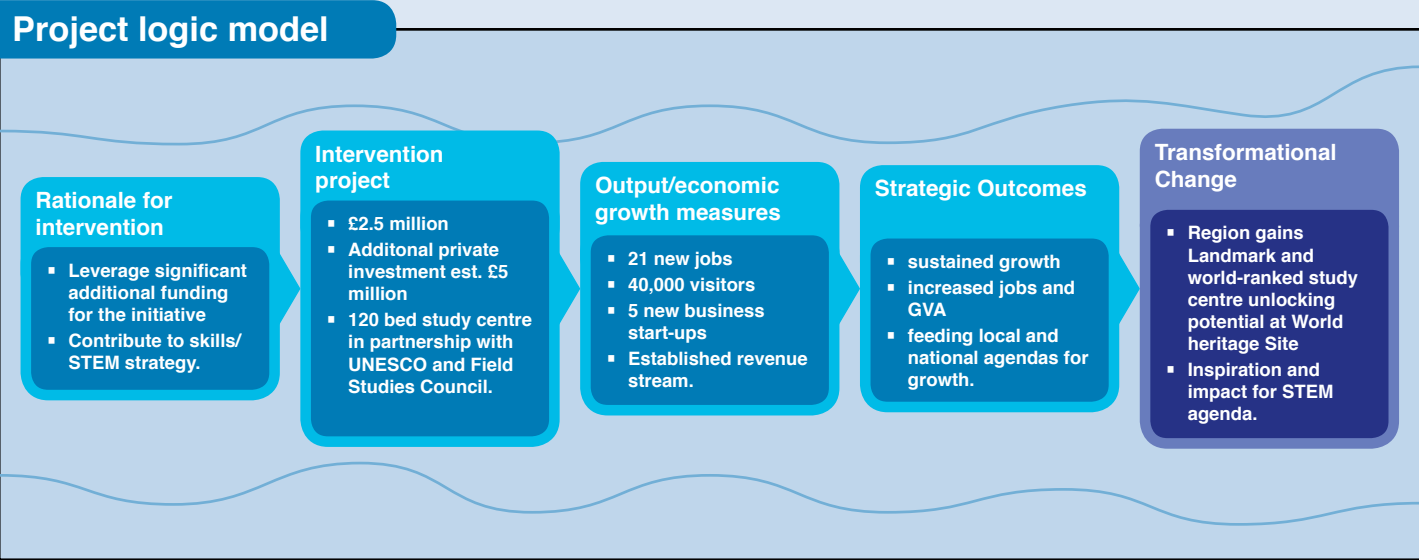 Project logic model
Rationale for
intervention
▪ Leverage significant
additional funding
for the initiative
▪ Contribute to skills/
STEM strategy.
Intervention
project
▪ £2.5 million
▪ Additonal private
investment est. £5
million
▪ 120 bed study centre
in partnership with
UNESCO and Field
Studies Council.
Output/economic
growth measures
▪ 21 new jobs
▪ 40,000 visitors
▪ 5 new business
start-ups
▪ Established revenue
stream.
Strategic Outcomes
▪ sustained growth
▪ increased jobs and
GVA
▪ feeding local and
national agendas for
growth.
Transformational
Change
▪ Region gains
Landmark and
world-ranked study
centre unlocking
potential at World
heritage Site
▪ Inspiration and
impact for STEM
agenda.